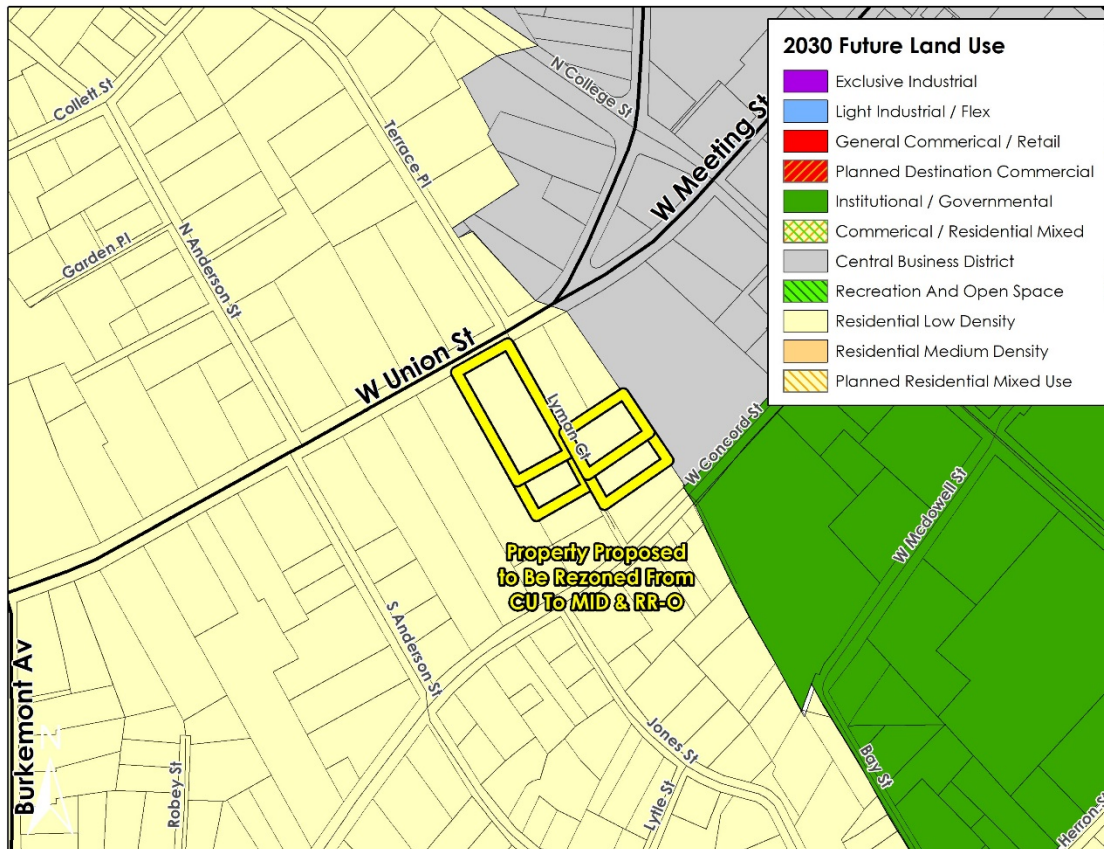 2030 Future Land Use
Exclusive Industrial
Light Industrial / Flex
General Commerical / Retail
Planned Destination Commercial
Institutional / Governmental
Commerical / Residential Mixed
Central Business District
Recreation And Open Space
Residential Low Density
Residential Medium Density
Planned Residential Mixed Use
N College St
W Meeting St
Collett St
Terrace Pl
N Anderson St
Garden Pl
W Union St
Lyman Ct
W Concord St
W Mcdowell St
Property Proposed
to Be Rezoned From
CU To MID & RR-O
S Anderson St
Burkemont Av
N
Robey St
Jones St
Lytle St
Bay St
Herron St